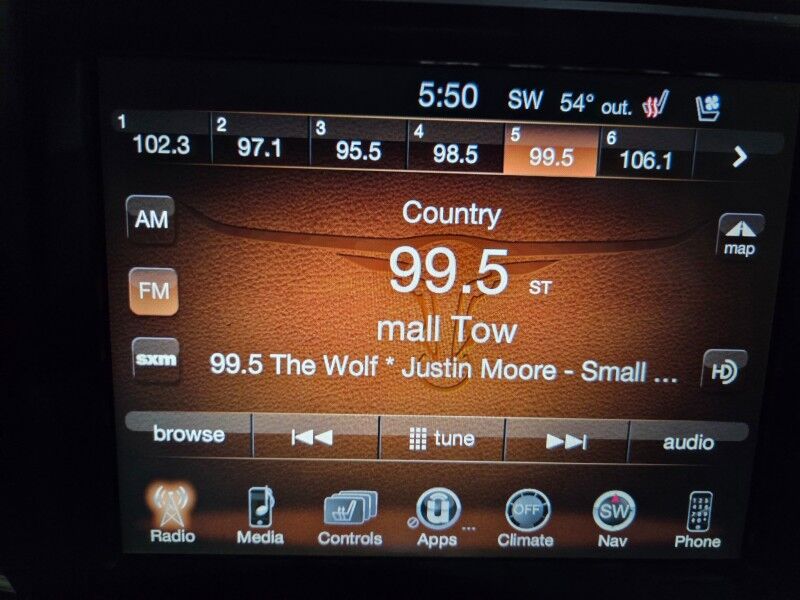 5:50 SW 54° out.
1 102.3 2 97.1 3 95.5 4 98.5 5 99.5 6 106.1
AM Country
map
99.5 ST
FM
mall Tow
sxm 99.5 The Wolf * Justin Moore - Small ... HD
browse tune audio
OFF SW
Radio Media Controls Apps ... Climate Nav Phone